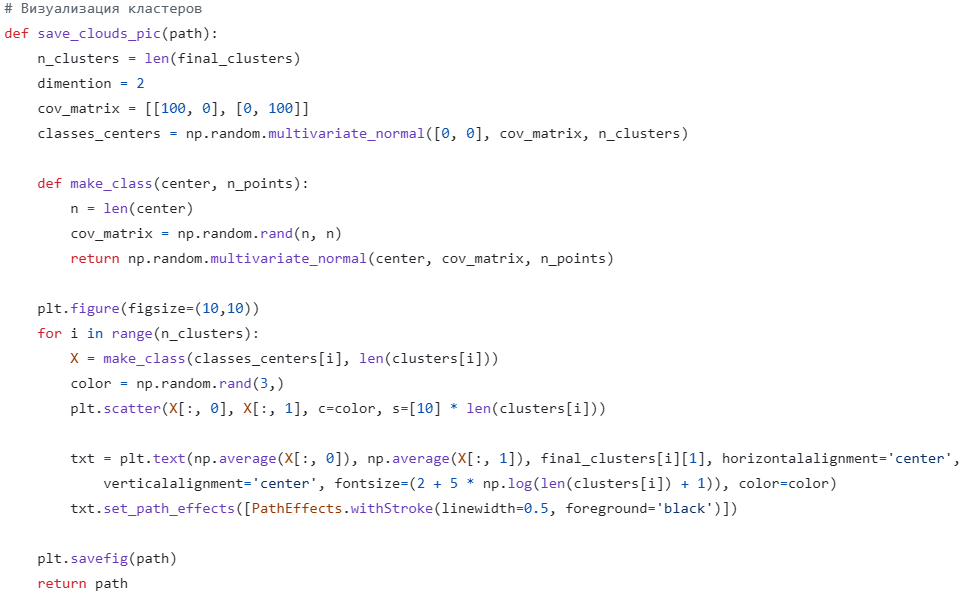 # Визуализация кластеров
def save_clouds_pic(path):
    n_clusters = len(final_clusters)
    dimention = 2
    cov_matrix = [[100, 0], [0, 100]]
    classes_centers = np.random.multivariate_normal([0, 0], cov_matrix, n_clusters)

    def make_class(center, n_points):
        n = len(center)
        cov_matrix = np.random.rand(n, n)
        return np.random.multivariate_normal(center, cov_matrix, n_points)

    plt.figure(figsize=(10,10))
    for i in range(n_clusters):
        X = make_class(classes_centers[i], len(clusters[i]))
        color = np.random.rand(3,)
        plt.scatter(X[:, 0], X[:, 1], c=color, s=[10] * len(clusters[i]))

        txt = plt.text(np.average(X[:, 0]), np.average(X[:, 1]), final_clusters[i][1], horizontalalignment='center',
            verticalalignment='center', fontsize=(2 + 5 * np.log(len(clusters[i]) + 1)), color=color)
        txt.set_path_effects([PathEffects.withStroke(linewidth=0.5, foreground='black')])

    plt.savefig(path)
    return path